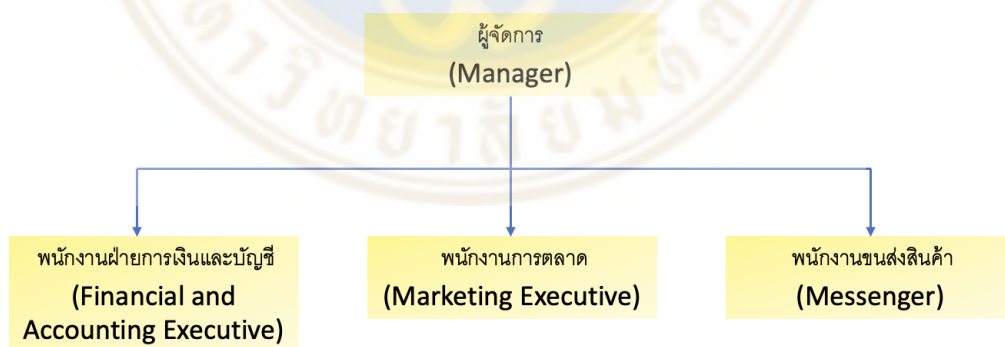 ผู้จัดการ
(Manager)
พนักงานฝ่ายการเงินและบัญชี
(Financial and
Accounting Executive)
พนักงานการตลาด
(Marketing Executive)
พนักงานขนส่งสินค้า
(Messenger)